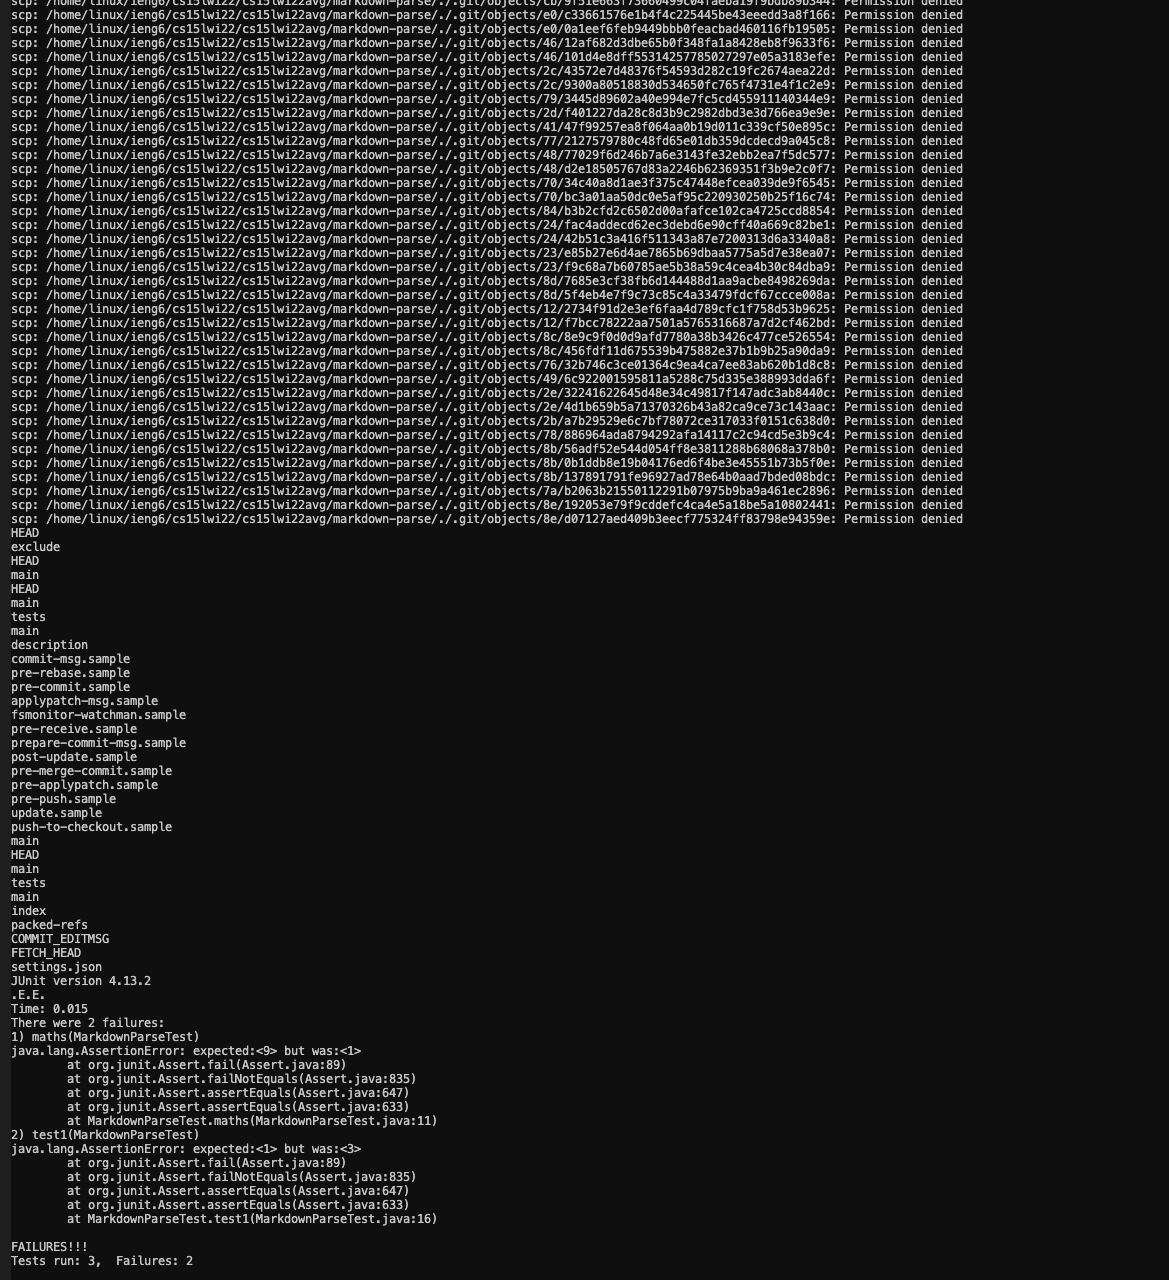 scp: /home/linux/ieng6/cs15lwi22/cs15lwi22avg/markdown-parse/./.git/objects/cb/9f51e663f73660499c04faeba19f9bdb89b344: Permission denied
scp: /home/linux/ieng6/cs15lwi22/cs15lwi22avg/markdown-parse/./.git/objects/e0/c33661576e1b4f4c225445be43eeedd3a8f166: Permission denied
scp: /home/linux/ieng6/cs15lwi22/cs15lwi22avg/markdown-parse/./.git/objects/e0/0a1eef6feb9449bbb0feacbad460116fb19505: Permission denied
scp: /home/linux/ieng6/cs15lwi22/cs15lwi22avg/markdown-parse/./.git/objects/46/12af682d3dbe65b0f348fa1a8428eb8f9633f6: Permission denied
scp: /home/linux/ieng6/cs15lwi22/cs15lwi22avg/markdown-parse/./.git/objects/46/101d4e8dff55314257785027297e05a3183efe: Permission denied
scp: /home/linux/ieng6/cs15lwi22/cs15lwi22avg/markdown-parse/./.git/objects/2c/43572e7d48376f54593d282c19fc2674aea22d: Permission denied
scp: /home/linux/ieng6/cs15lwi22/cs15lwi22avg/markdown-parse/./.git/objects/2c/9300a80518830d534650fc765f4731e4f1c2e9: Permission denied
scp: /home/linux/ieng6/cs15lwi22/cs15lwi22avg/markdown-parse/./.git/objects/79/3445d89602a40e994e7fc5cd455911140344e9: Permission denied
scp: /home/linux/ieng6/cs15lwi22/cs15lwi22avg/markdown-parse/./.git/objects/2d/f401227da28c8d3b9c2982dbd3e3d766ea9e9e: Permission denied
scp: /home/linux/ieng6/cs15lwi22/cs15lwi22avg/markdown-parse/./.git/objects/41/47f99257ea8f064aa0b19d011c339cf50e895c: Permission denied
scp: /home/linux/ieng6/cs15lwi22/cs15lwi22avg/markdown-parse/./.git/objects/77/2127579780c48fd65e01db359dcdecd9a045c8: Permission denied
scp: /home/linux/ieng6/cs15lwi22/cs15lwi22avg/markdown-parse/./.git/objects/48/77029f6d246b7a6e3143fe32ebb2ea7f5dc577: Permission denied
scp: /home/linux/ieng6/cs15lwi22/cs15lwi22avg/markdown-parse/./.git/objects/48/d2e18505767d83a2246b62369351f3b9e2c0f7: Permission denied
scp: /home/linux/ieng6/cs15lwi22/cs15lwi22avg/markdown-parse/./.git/objects/70/34c40a8d1ae3f375c47448efcea039de9f6545: Permission denied
scp: /home/linux/ieng6/cs15lwi22/cs15lwi22avg/markdown-parse/./.git/objects/70/bc3a01aa50dc0e5af95c220930250b25f16c74: Permission denied
scp: /home/linux/ieng6/cs15lwi22/cs15lwi22avg/markdown-parse/./.git/objects/84/b3b2cfd2c6502d00afafce102ca4725ccd8854: Permission denied
scp: /home/linux/ieng6/cs15lwi22/cs15lwi22avg/markdown-parse/./.git/objects/24/fac4addecd62ec3debd6e90cff40a669c82be1: Permission denied
scp: /home/linux/ieng6/cs15lwi22/cs15lwi22avg/markdown-parse/./.git/objects/24/42b51c3a416f511343a87e7200313d6a3340a8: Permission denied
scp: /home/linux/ieng6/cs15lwi22/cs15lwi22avg/markdown-parse/./.git/objects/23/e85b27e6d4ae7865b69dbaa5775a5d7e38ea07: Permission denied
scp: /home/linux/ieng6/cs15lwi22/cs15lwi22avg/markdown-parse/./.git/objects/23/f9c68a7b60785ae5b38a59c4cea4b30c84dba9: Permission denied
scp: /home/linux/ieng6/cs15lwi22/cs15lwi22avg/markdown-parse/./.git/objects/8d/7685e3cf38fb6d144488d1aa9acbe8498269da: Permission denied
scp: /home/linux/ieng6/cs15lwi22/cs15lwi22avg/markdown-parse/./.git/objects/8d/5f4eb4e7f9c73c85c4a33479fdcf67ccce008a: Permission denied
scp: /home/linux/ieng6/cs15lwi22/cs15lwi22avg/markdown-parse/./.git/objects/12/2734f91d2e3ef6faa4d789cfc1f758d53b9625: Permission denied
scp: /home/linux/ieng6/cs15lwi22/cs15lwi22avg/markdown-parse/./.git/objects/12/f7bcc78222aa7501a5765316687a7d2cf462bd: Permission denied
scp: /home/linux/ieng6/cs15lwi22/cs15lwi22avg/markdown-parse/./.git/objects/8c/8e9c9f0d0d9afd7780a38b3426c477ce526554: Permission denied
scp: /home/linux/ieng6/cs15lwi22/cs15lwi22avg/markdown-parse/./.git/objects/8c/456fdf11d675539b475882e37b1b9b25a90da9: Permission denied
scp: /home/linux/ieng6/cs15lwi22/cs15lwi22avg/markdown-parse/./.git/objects/76/32b746c3ce01364c9ea4ca7ee83ab620b1d8c8: Permission denied
scp: /home/linux/ieng6/cs15lwi22/cs15lwi22avg/markdown-parse/./.git/objects/49/6c922001595811a5288c75d335e388993dda6f: Permission denied
scp: /home/linux/ieng6/cs15lwi22/cs15lwi22avg/markdown-parse/./.git/objects/2e/32241622645d48e34c49817f147adc3ab8440c: Permission denied
scp: /home/linux/ieng6/cs15lwi22/cs15lwi22avg/markdown-parse/./.git/objects/2e/4d1b659b5a71370326b43a82ca9ce73c143aac: Permission denied
scp: /home/linux/ieng6/cs15lwi22/cs15lwi22avg/markdown-parse/./.git/objects/2b/a7b29529e6c7bf78072ce317033f0151c638d0: Permission denied
scp: /home/linux/ieng6/cs15lwi22/cs15lwi22avg/markdown-parse/./.git/objects/78/886964ada8794292afa14117c2c94cd5e3b9c4: Permission denied
scp: /home/linux/ieng6/cs15lwi22/cs15lwi22avg/markdown-parse/./.git/objects/8b/56adf52e544d054ff8e3811288b68068a378b0: Permission denied
scp: /home/linux/ieng6/cs15lwi22/cs15lwi22avg/markdown-parse/./.git/objects/8b/0b1ddb8e19b04176ed6f4be3e45551b73b5f0e: Permission denied
scp: /home/linux/ieng6/cs15lwi22/cs15lwi22avg/markdown-parse/./.git/objects/8b/137891791fe96927ad78e64b0aad7bded08bdc: Permission denied
scp: /home/linux/ieng6/cs15lwi22/cs15lwi22avg/markdown-parse/./.git/objects/7a/b2063b21550112291b07975b9ba9a461ec2896: Permission denied
scp: /home/linux/ieng6/cs15lwi22/cs15lwi22avg/markdown-parse/./.git/objects/8e/192053e79f9cddefc4ca4e5a18be5a10802441: Permission denied
scp: /home/linux/ieng6/cs15lwi22/cs15lwi22avg/markdown-parse/./.git/objects/8e/d07127aed409b3eecf775324ff83798e94359e: Permission denied
HEAD
exclude
HEAD
main
HEAD
main
tests
main
description
commit-msg.sample
pre-rebase.sample
pre-commit.sample
applypatch-msg.sample
fsmonitor-watchman.sample
pre-receive.sample
prepare-commit-msg.sample
post-update.sample
pre-merge-commit.sample
pre-applypatch.sample
pre-push.sample
update.sample
push-to-checkout.sample
main
HEAD
main
tests
main
index
packed-refs
COMMIT_EDITMSG
FETCH_HEAD
settings.json
JUnit version 4.13.2
.E.E.
Time: 0.015
There were 2 failures:
1) maths(MarkdownParseTest)
java.lang.AssertionError: expected:<9> but was:<1>
at org.junit.Assert.fail(Assert.java:89)
at org.junit.Assert.failNotEquals(Assert.java:835)
at org.junit.Assert.assertEquals(Assert.java:647)
at org.junit.Assert.assertEquals(Assert.java:633)
at MarkdownParseTest.maths(MarkdownParseTest.java:11)
2) test1(MarkdownParseTest)
java.lang.AssertionError: expected:<1> but was:<3>
at org.junit.Assert.fail(Assert.java:89)
at org.junit.Assert.failNotEquals(Assert.java:835)
at org.junit.Assert.assertEquals(Assert.java:647)
at org.junit.Assert.assertEquals(Assert.java:633)
at MarkdownParseTest.test1(MarkdownParseTest.java:16)
FAILURES!!!
Tests run: 3,  Failures: 2